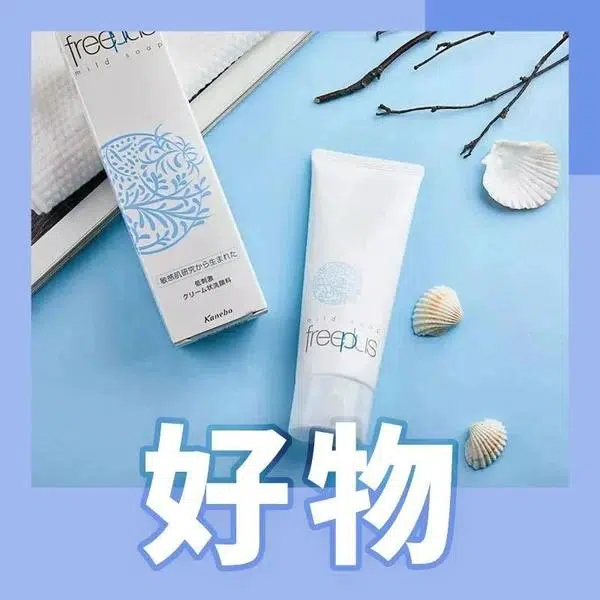 freeplus
mild soap
敏感肌研究から生まれた
低刺激
クリーム状洗顔料
Kanebo
mild soap
freeplus
好物